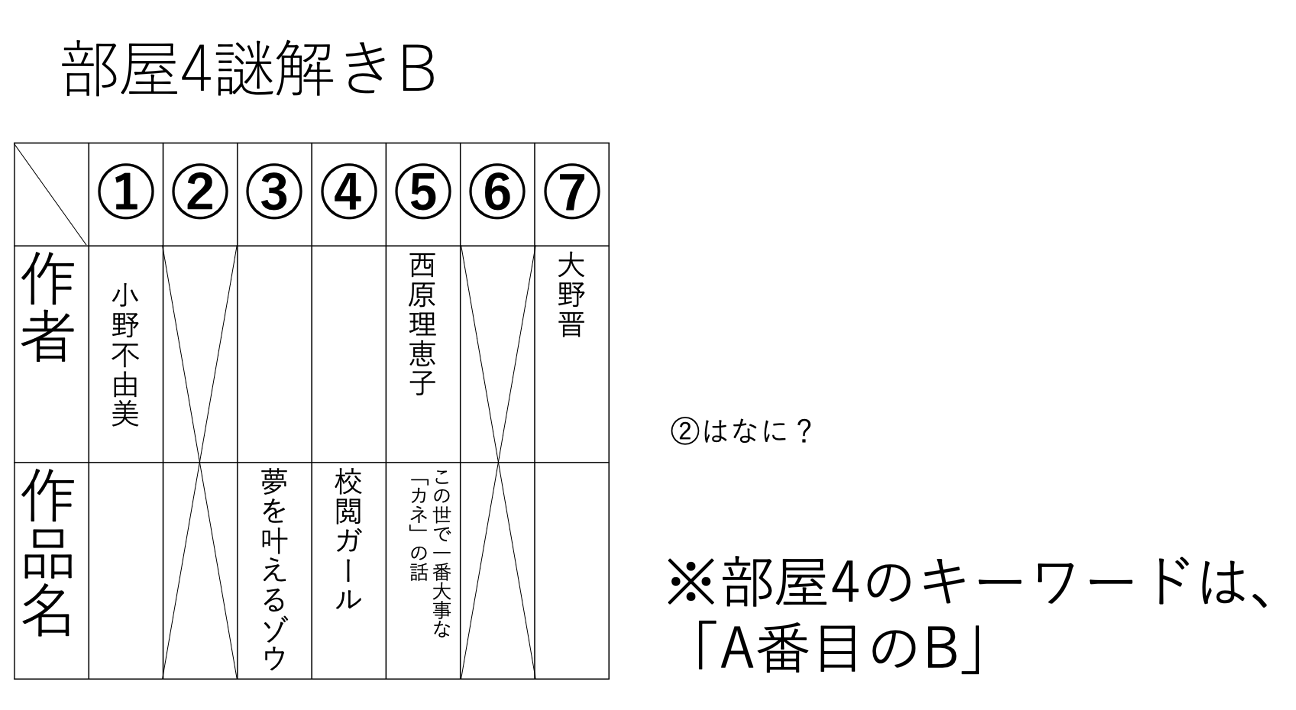 部屋4謎解きB
① ② ③ ④ ⑤ ⑥ ⑦
作者
小野不由美
西原理恵子
大野晋
作品名
夢を叶えるゾウ
校閲ガール
この世で一番大事な
「カネ」の話
②はなに？
※部屋4のキーワードは、
「A番目のB」